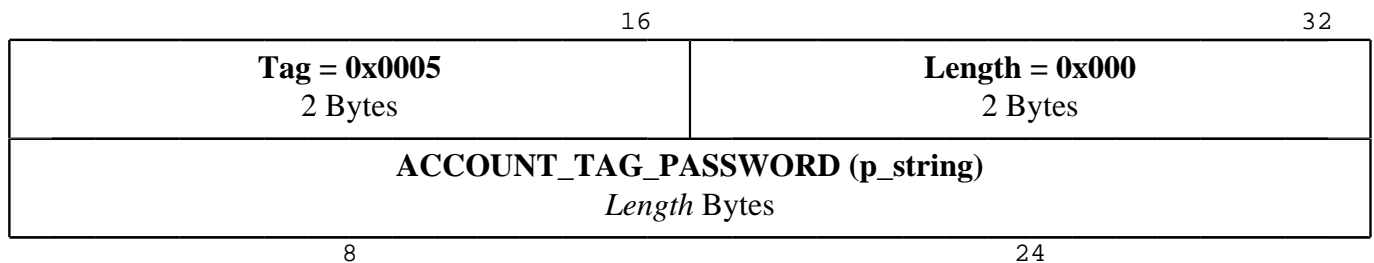 16 32
Tag = 0x0005 Length = 0x000
2 Bytes 2 Bytes
ACCOUNT_TAG_PASSWORD (p_string)
Length Bytes
8 24